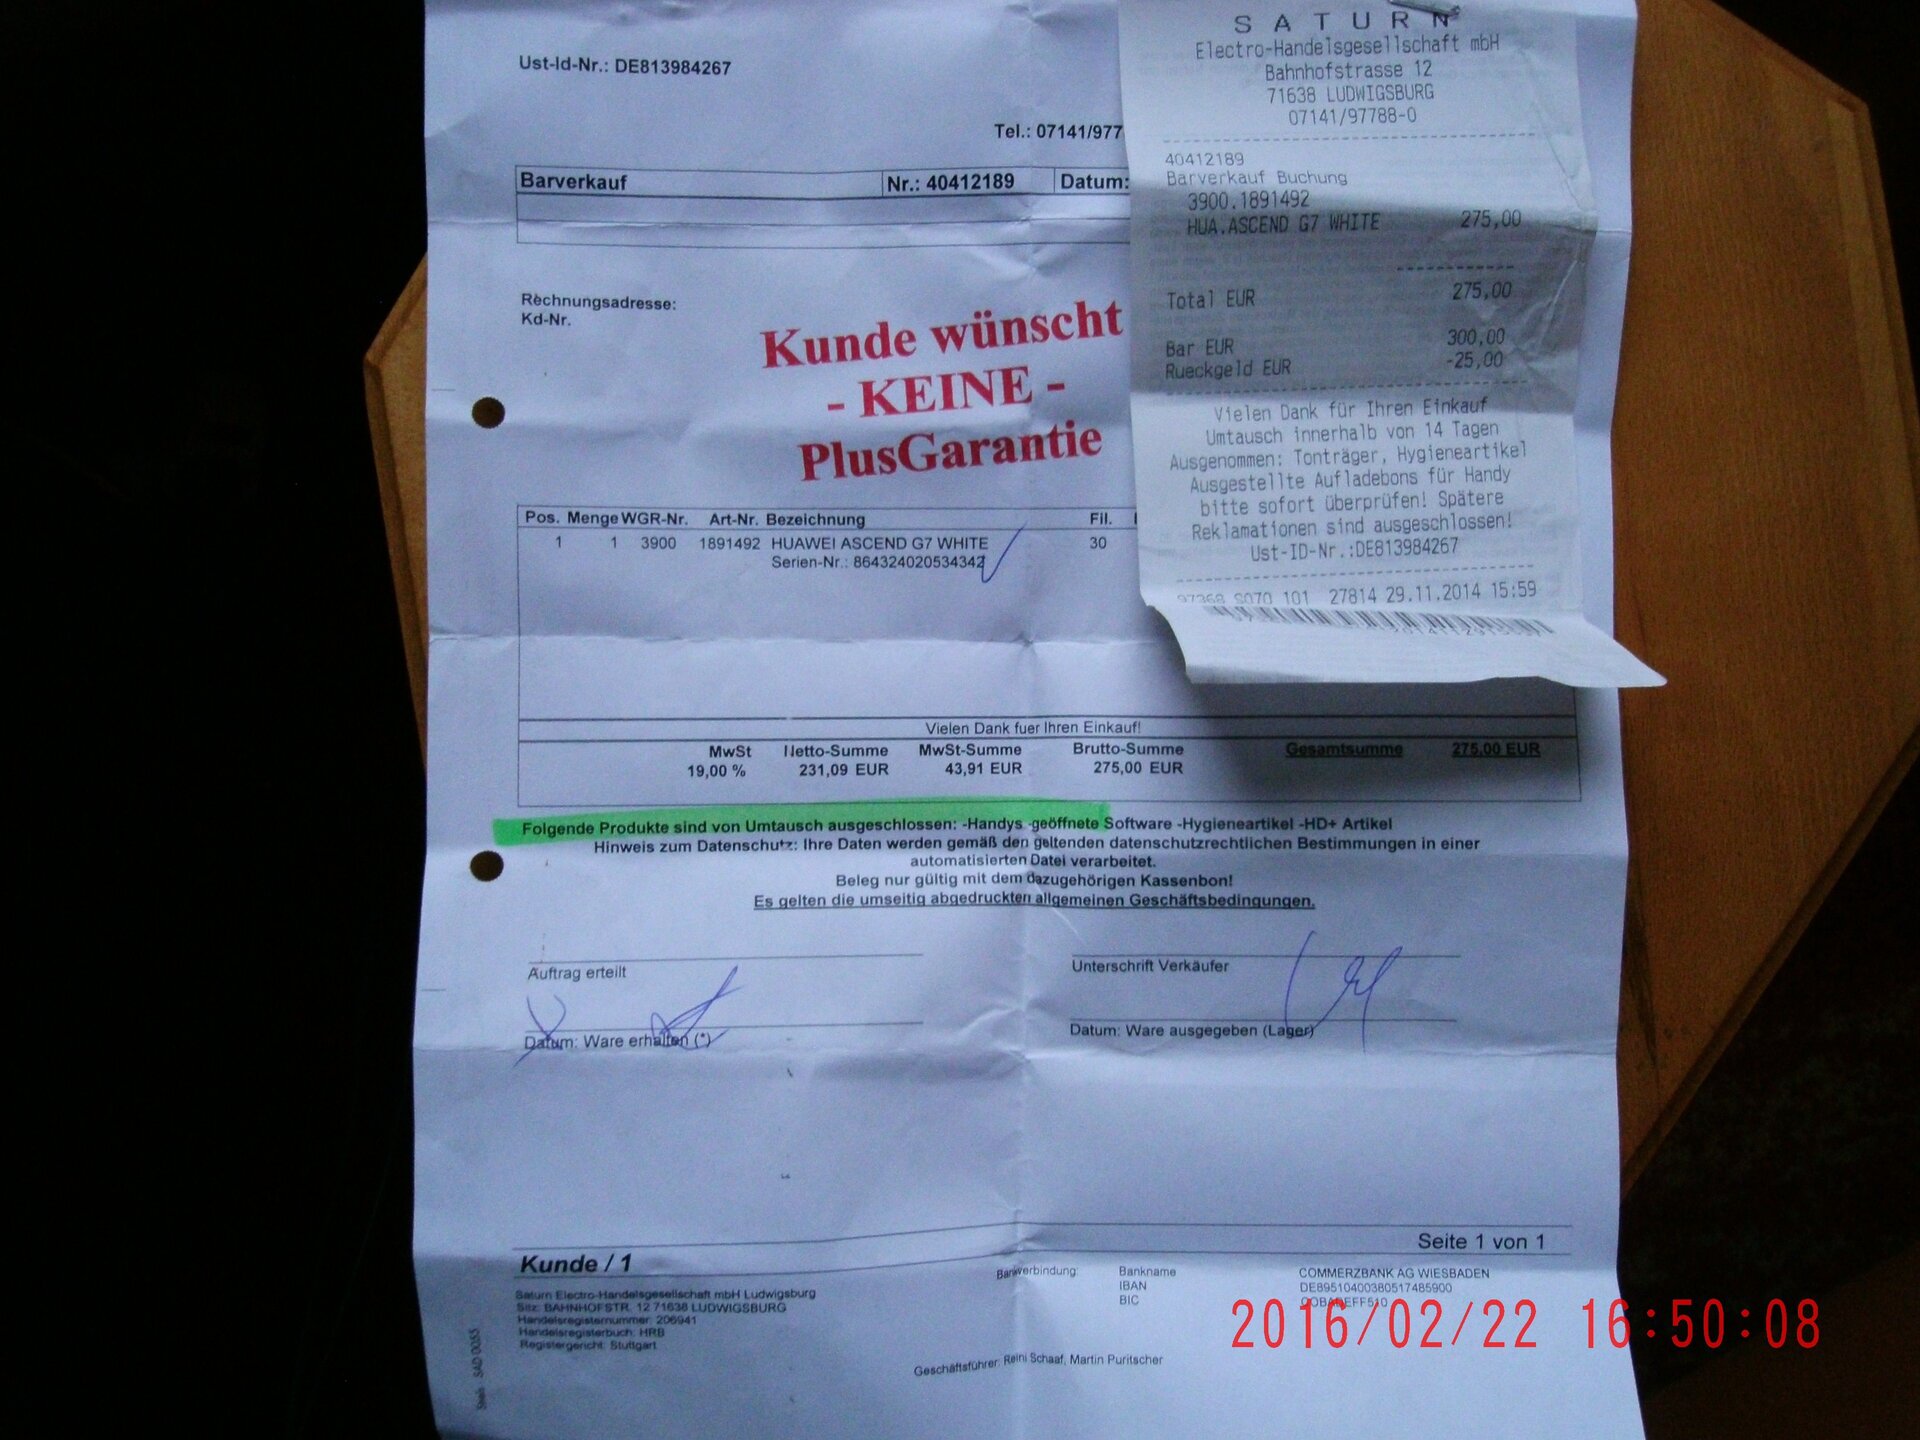 Ust-Id-Nr.: DE813984267
Tel.: 07141/977
Barverkauf Nr.: 40412189 Datum:
Rechnungsadresse:
Kd-Nr.
Kunde wünscht
- KEINE -
PlusGarantie
Pos. Menge WGR-Nr. Art-Nr. Bezeichnung Fil.
1 1 3900 1891492 HUAWEI ASCEND G7 WHITE 30
Serien-Nr.: 864324020534342
SATURN
Electro-Handelsgesellschaft mbH
Bahnhofstrasse 12
71638 LUDWIGSBURG
07141/97788-0
40412189
Barverkauf Buchung
3900.1891492
HUA.ASCEND G7 WHITE 275,00
Total EUR 275,00
Bar EUR 300,00
Rueckgeld EUR -25,00
Vielen Dank für Ihren Einkauf
Umtausch innerhalb von 14 Tagen
Ausgenommen: Tonträger, Hygieneartikel
Ausgestellte Aufladebons für Handy
bitte sofort überprüfen! Spätere
Reklamationen sind ausgeschlossen!
Ust-ID-Nr.:DE813984267
97368 S070 101 27814 29.11.2014 15:59
Vielen Dank fuer Ihren Einkauf!
MwSt Netto-Summe MwSt-Summe Brutto-Summe Gesamtsumme 275,00 EUR
19,00 % 231,09 EUR 43,91 EUR 275,00 EUR
Folgende Produkte sind von Umtausch ausgeschlossen: -Handys -geöffnete Software -Hygieneartikel -HD+ Artikel
Hinweis zum Datenschutz: Ihre Daten werden gemäß den geltenden datenschutzrechtlichen Bestimmungen in einer
automatisierten Datei verarbeitet.
Beleg nur gültig mit dem dazugehörigen Kassenbon!
Es gelten die umseitig abgedruckten allgemeinen Geschäftsbedingungen.
Auftrag erteilt Unterschrift Verkäufer
Datum: Ware erhalten (*) Datum: Ware ausgegeben (Lager)
Seite 1 von 1
Kunde / 1
Saturn Electro-Handelsgesellschaft mbH Ludwigsburg
Sitz: BAHNHOFSTR. 12 71638 LUDWIGSBURG
Handelsregisternummer: 206941
Handelsregisterbuch: HRB
Registergericht: Stuttgart
Bankverbindung: Bankname COMMERZBANK AG WIESBADEN
IBAN DE89510400380517485900
BIC COBADEFF510
Geschäftsführer: Reini Schaaf, Martin Puritscher
2016/02/22 16:50:08